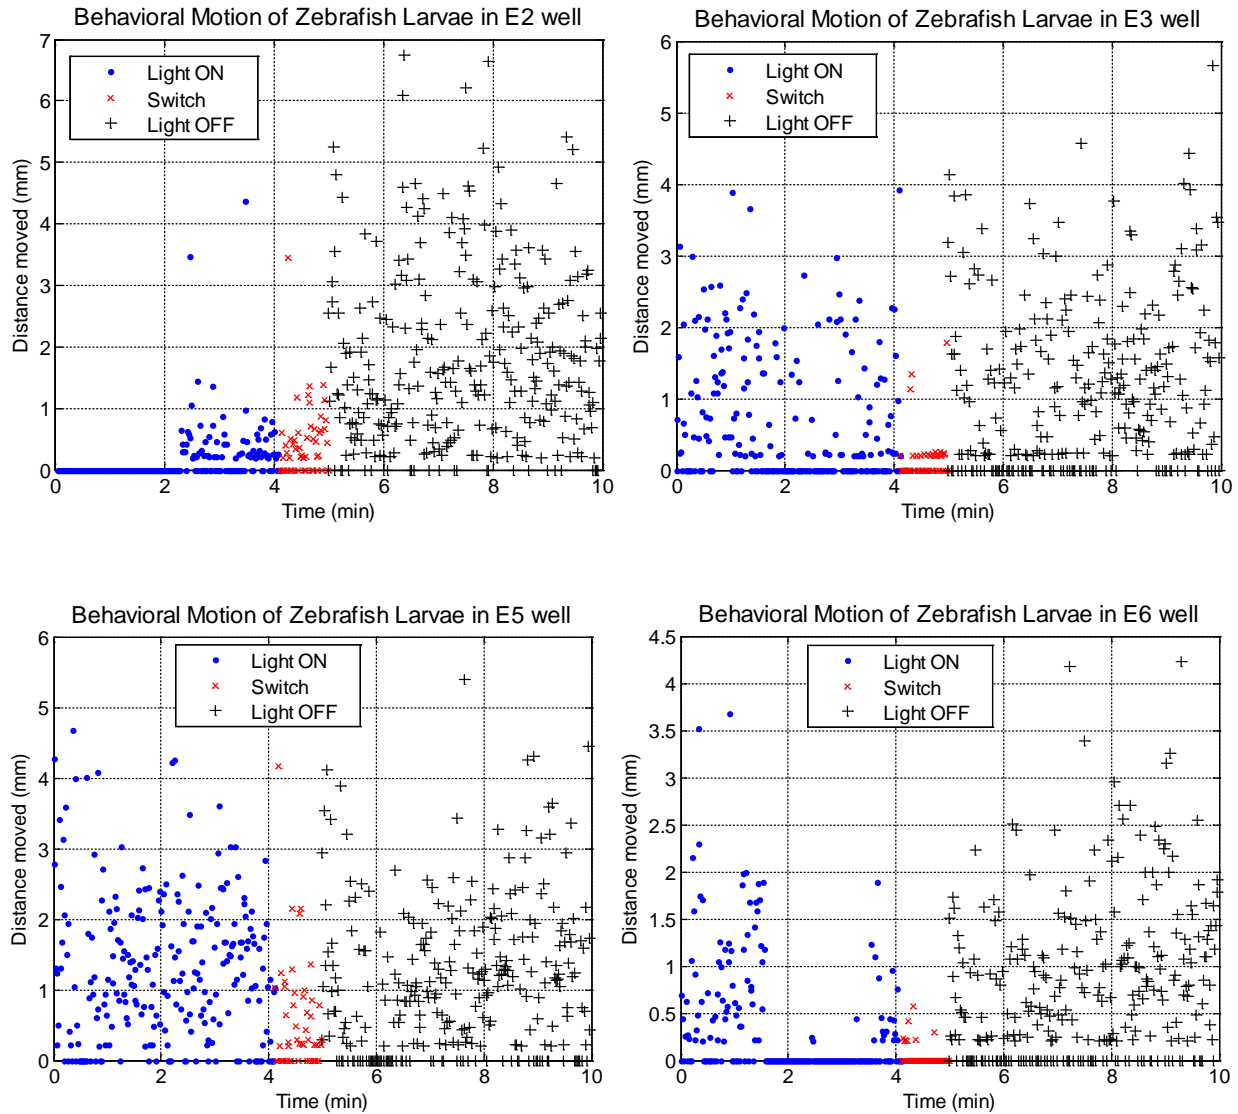 Behavioral Motion of Zebrafish Larvae in E2 well
7
6
5
4
3
2
1
0
Distance moved (mm)
Light ON
Switch
Light OFF
0 2 4 6 8 10
Time (min)
Behavioral Motion of Zebrafish Larvae in E3 well
6
5
4
3
2
1
0
Distance moved (mm)
Light ON
Switch
Light OFF
0 2 4 6 8 10
Time (min)
Behavioral Motion of Zebrafish Larvae in E5 well
6
5
4
3
2
1
0
Distance moved (mm)
Light ON
Switch
Light OFF
0 2 4 6 8 10
Time (min)
Behavioral Motion of Zebrafish Larvae in E6 well
4.5
4
3.5
3
2.5
2
1.5
1
0.5
0
Distance moved (mm)
Light ON
Switch
Light OFF
0 2 4 6 8 10
Time (min)